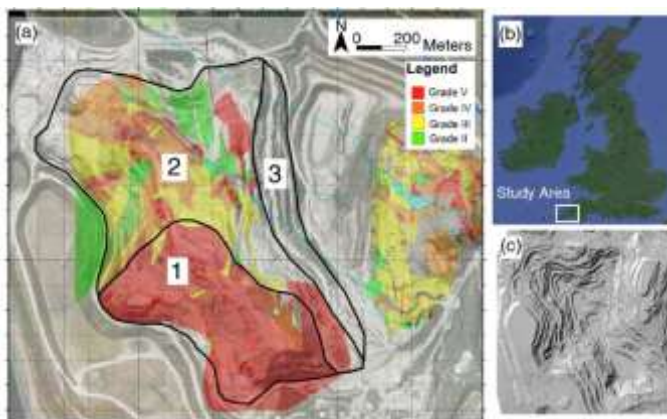 (a)
N
0 200
Meters
Legend
Grade V
Grade IV
Grade III
Grade II
2
3
1
(b)
Study Area
(c)